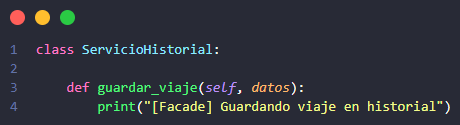 1 class ServicioHistorial:
2
3     def guardar_viaje(self, datos):
4         print("[Facade] Guardando viaje en historial")